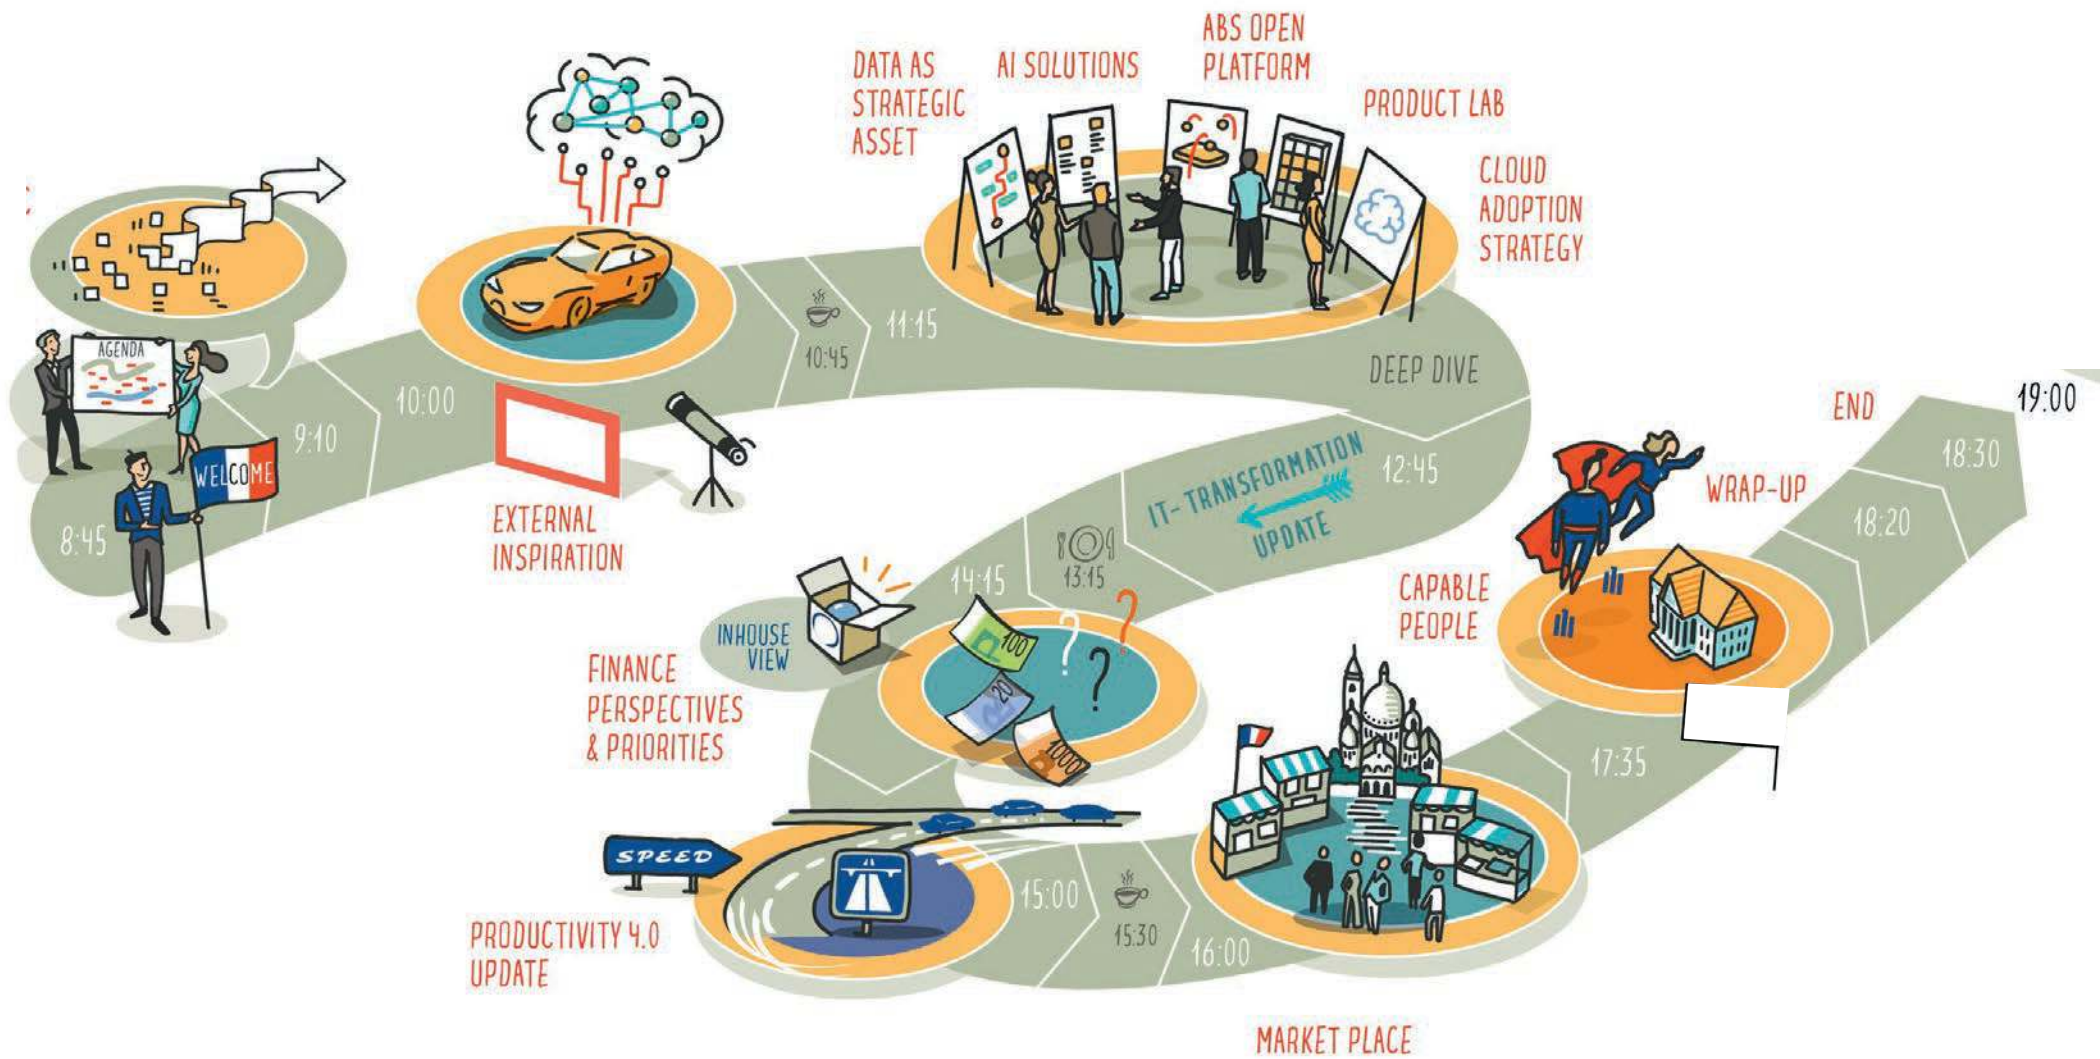 8:45
WELCOME
AGENDA
9:10
10:00
EXTERNAL
INSPIRATION
10:45
11:15
DATA AS
STRATEGIC
ASSET
AI SOLUTIONS
ABS OPEN
PLATFORM
PRODUCT LAB
CLOUD
ADOPTION
STRATEGY
DEEP DIVE
12:45
IT-TRANSFORMATION
UPDATE
13:15
14:15
INHOUSE
VIEW
FINANCE
PERSPECTIVES
& PRIORITIES
100
20
1000
? ? ?
SPEED
PRODUCTIVITY 4.0
UPDATE
15:00
15:30
16:00
MARKET PLACE
17:35
CAPABLE
PEOPLE
WRAP-UP
18:20
18:30
END
19:00